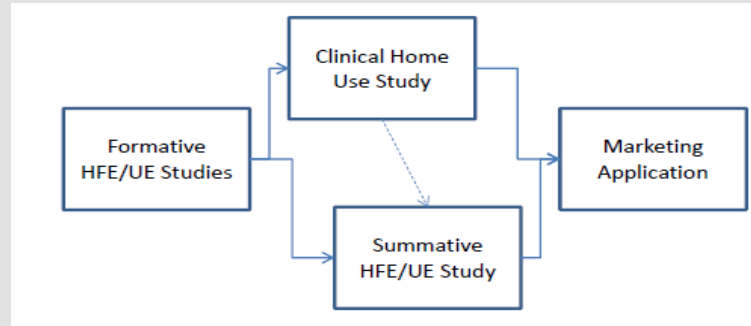 Clinical Home
Use Study
Formative
HFE/UE Studies
Marketing
Application
Summative
HFE/UE Study